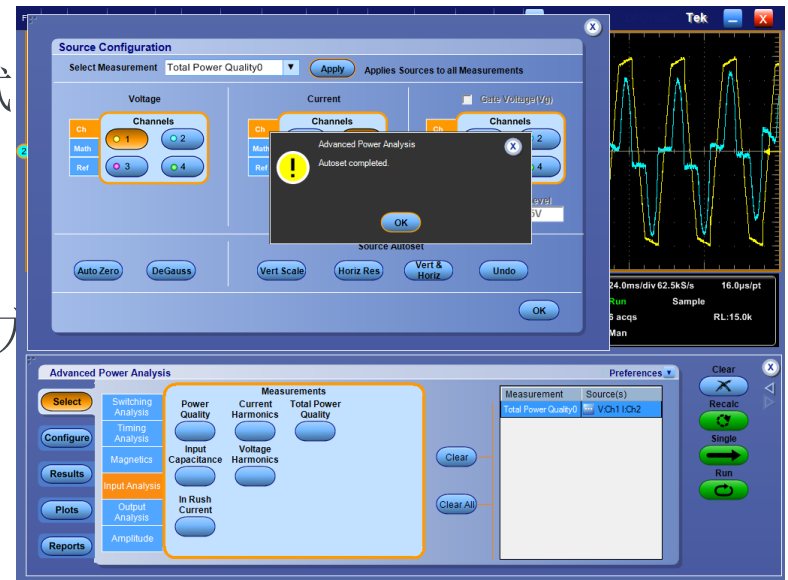 Tek
Source Configuration
Select Measurement Total Power Quality0 Apply Applies Sources to all Measurements
Voltage Current Gate Voltage(Vg)
Channels Channels Channels
Ch 1 2 Ch Ch 2
Math Math
Ref 3 4 Ref 4
Advanced Power Analysis
Autoset completed.
OK
Source Autoset
Auto Zero DeGauss Vert Scale Horiz Res Vert & Horiz Undo
OK
24.0ms/div 62.5kS/s 16.0µs/pt
Run Sample
6 acqs RL:15.0k
Man
Advanced Power Analysis Preferences
Select
Configure
Results
Plots
Reports
Switching Analysis
Timing Analysis
Magnetics
Input Analysis
Output Analysis
Amplitude
Measurements
Power Quality Current Harmonics Total Power Quality
Input Capacitance Voltage Harmonics
In Rush Current
Clear
Clear All
Measurement Source(s)
Total Power Quality0 V:Ch1 I:Ch2
Clear
Recalc
Single
Run